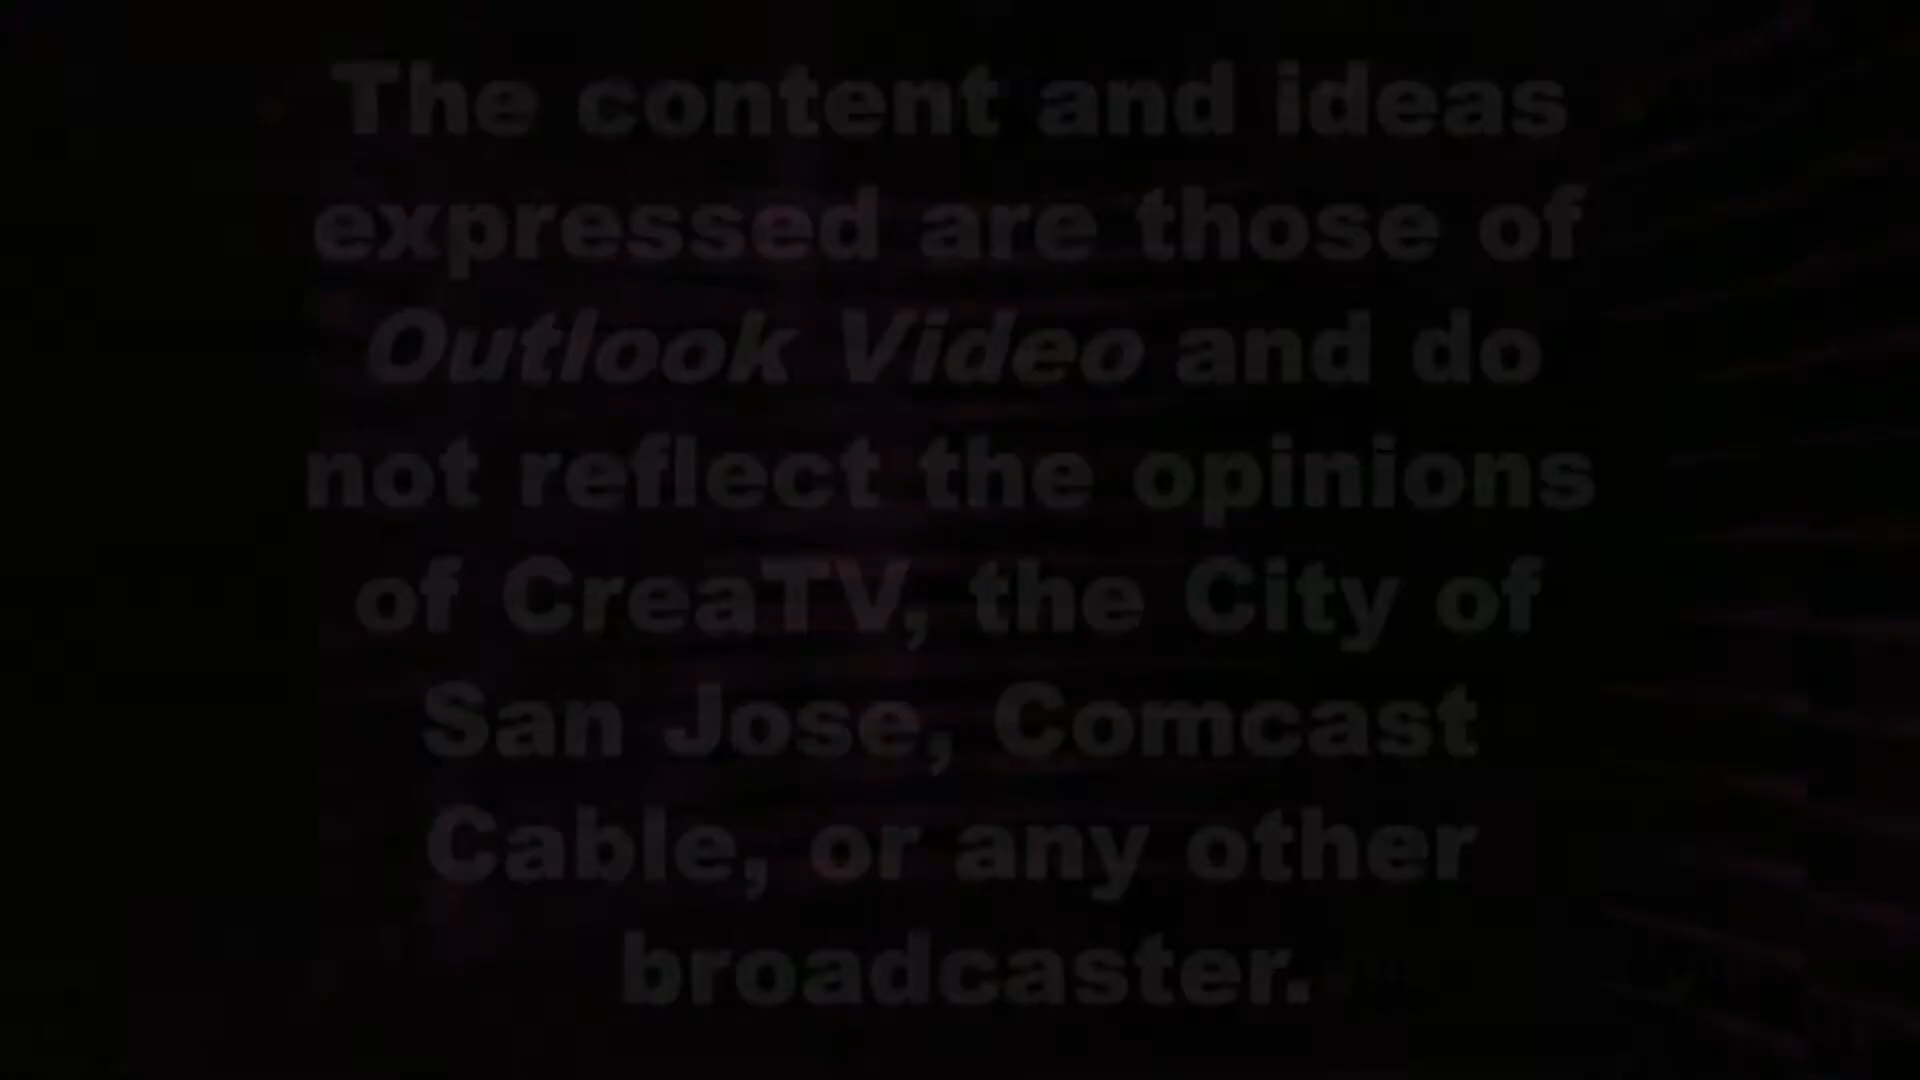 The content and ideas
expressed are those of
Outlook Video and do
not reflect the opinions
of CreaTV, the City of
San Jose, Comcast
Cable, or any other
broadcaster.